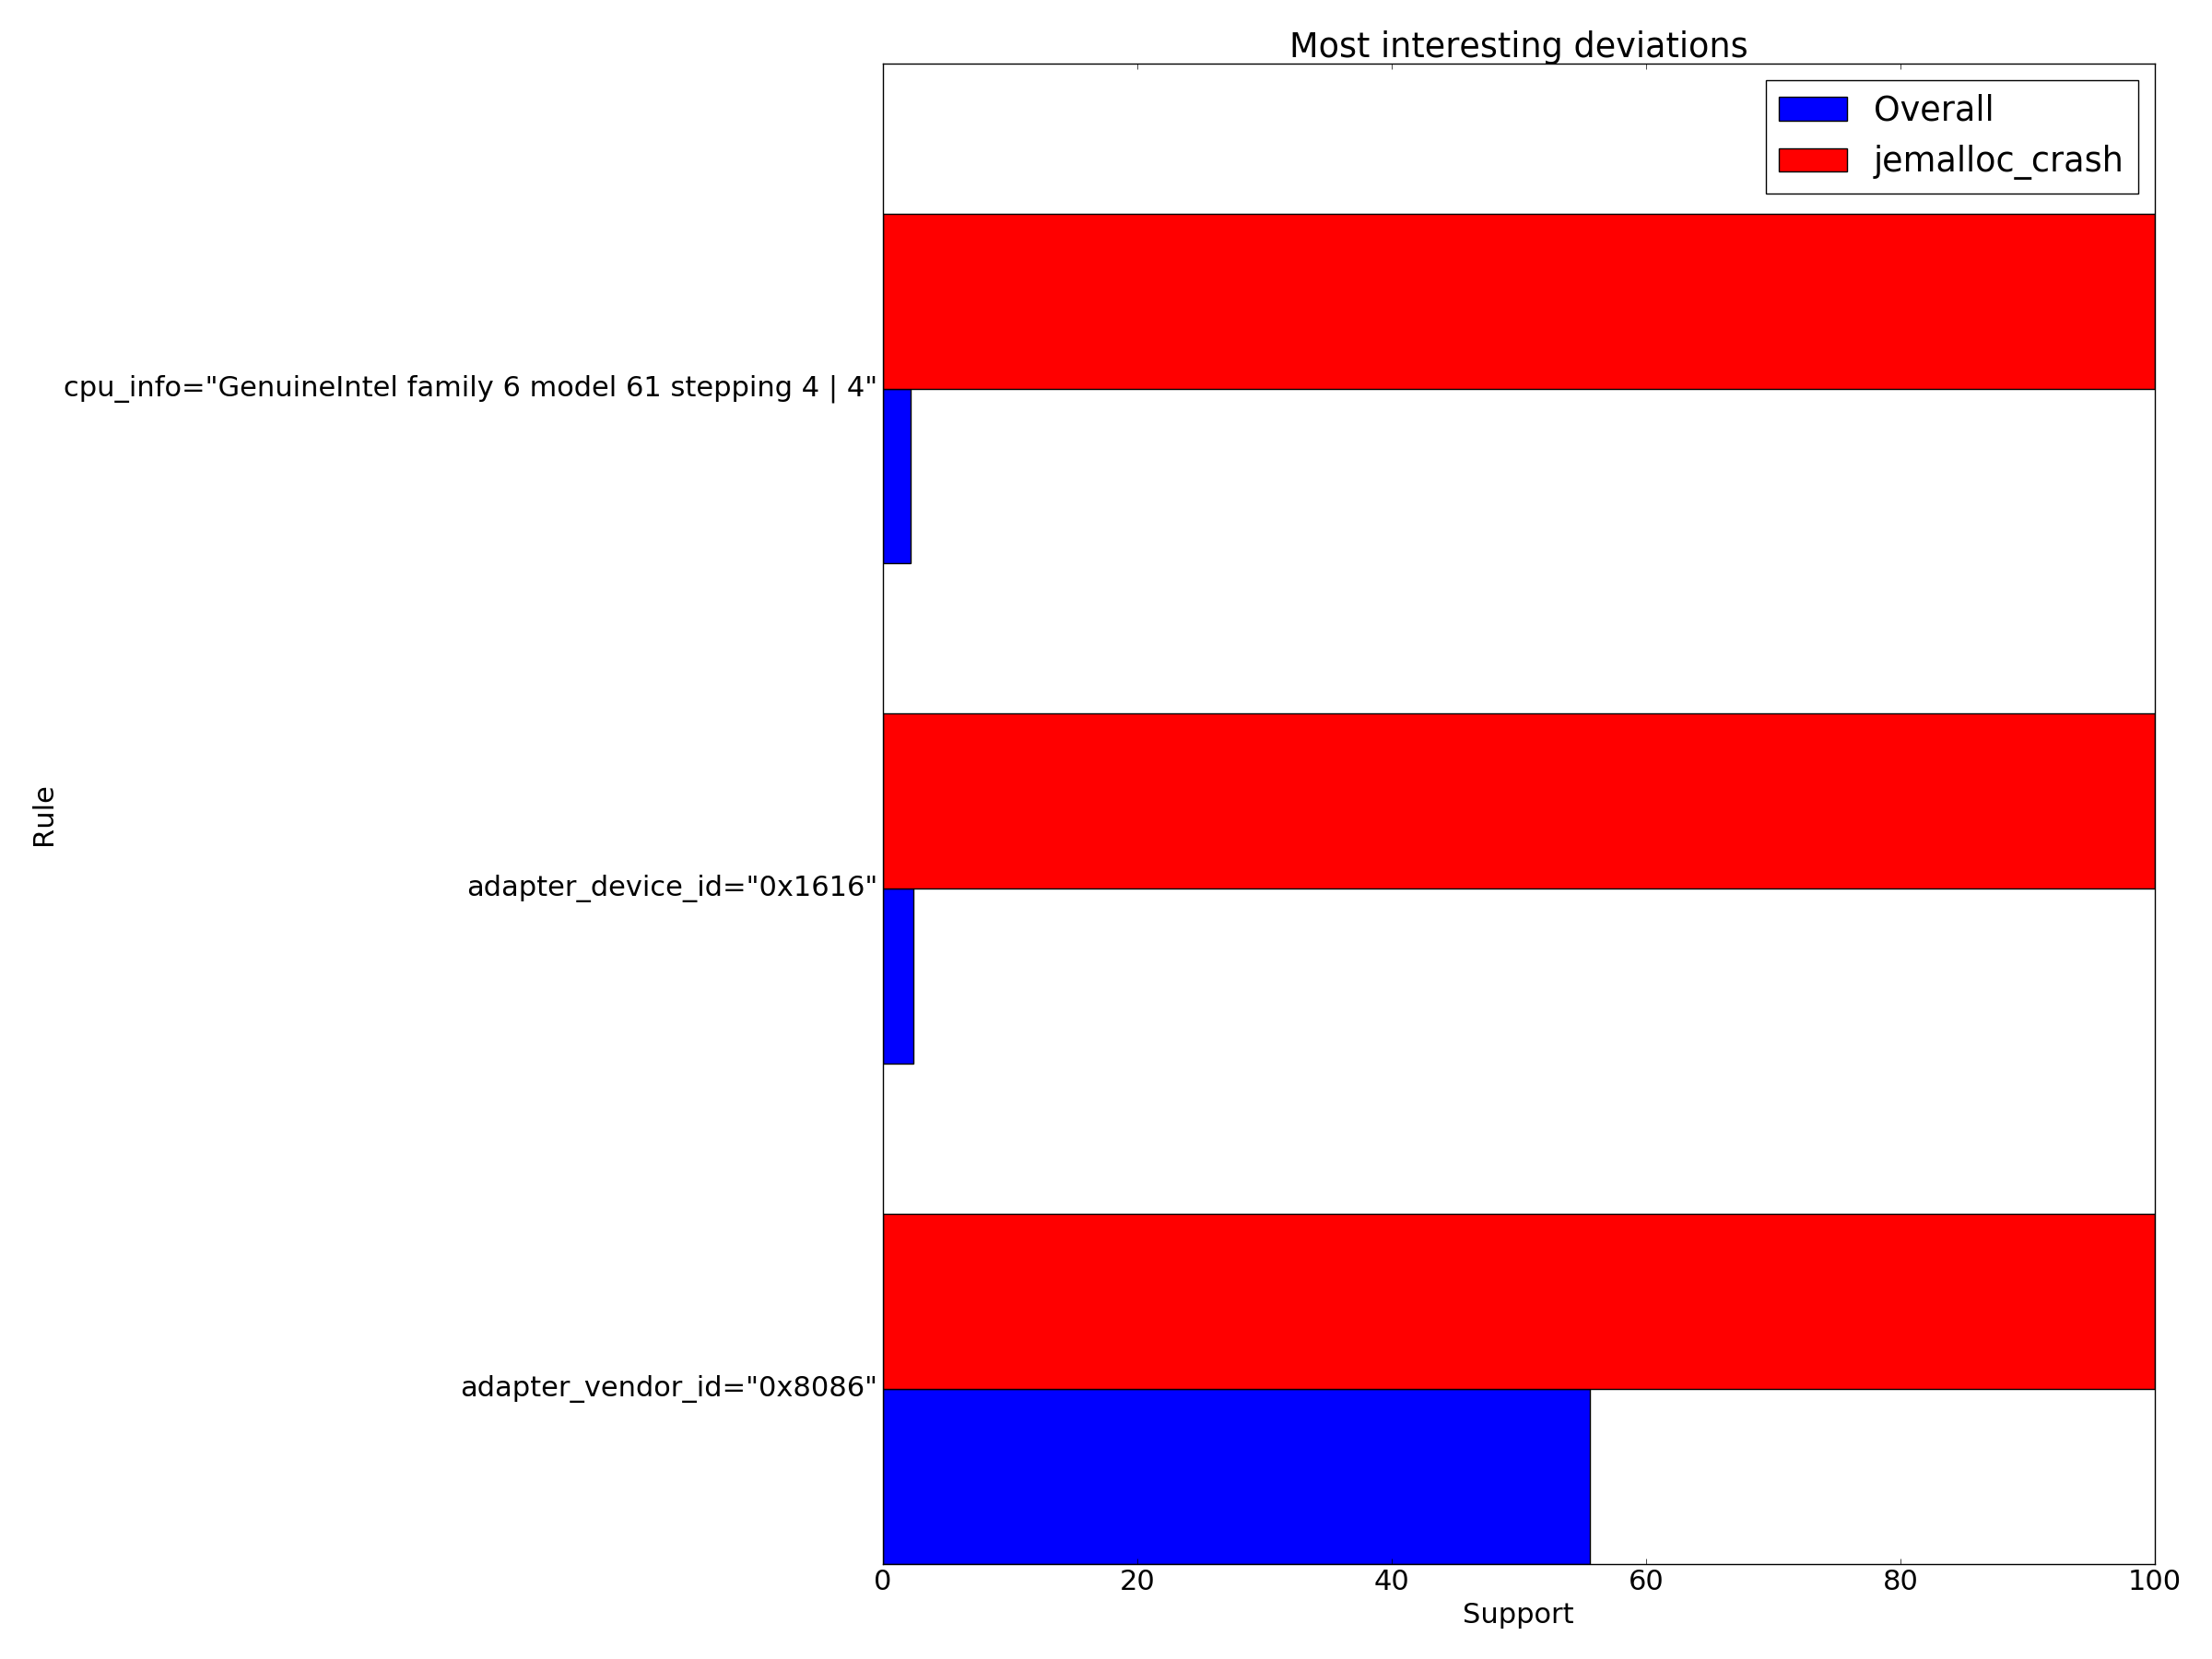 Most interesting deviations
Overall
jemalloc_crash
cpu_info="GenuineIntel family 6 model 61 stepping 4 | 4"
adapter_device_id="0x1616"
adapter_vendor_id="0x8086"
Rule
0 20 40 60 80 100
Support